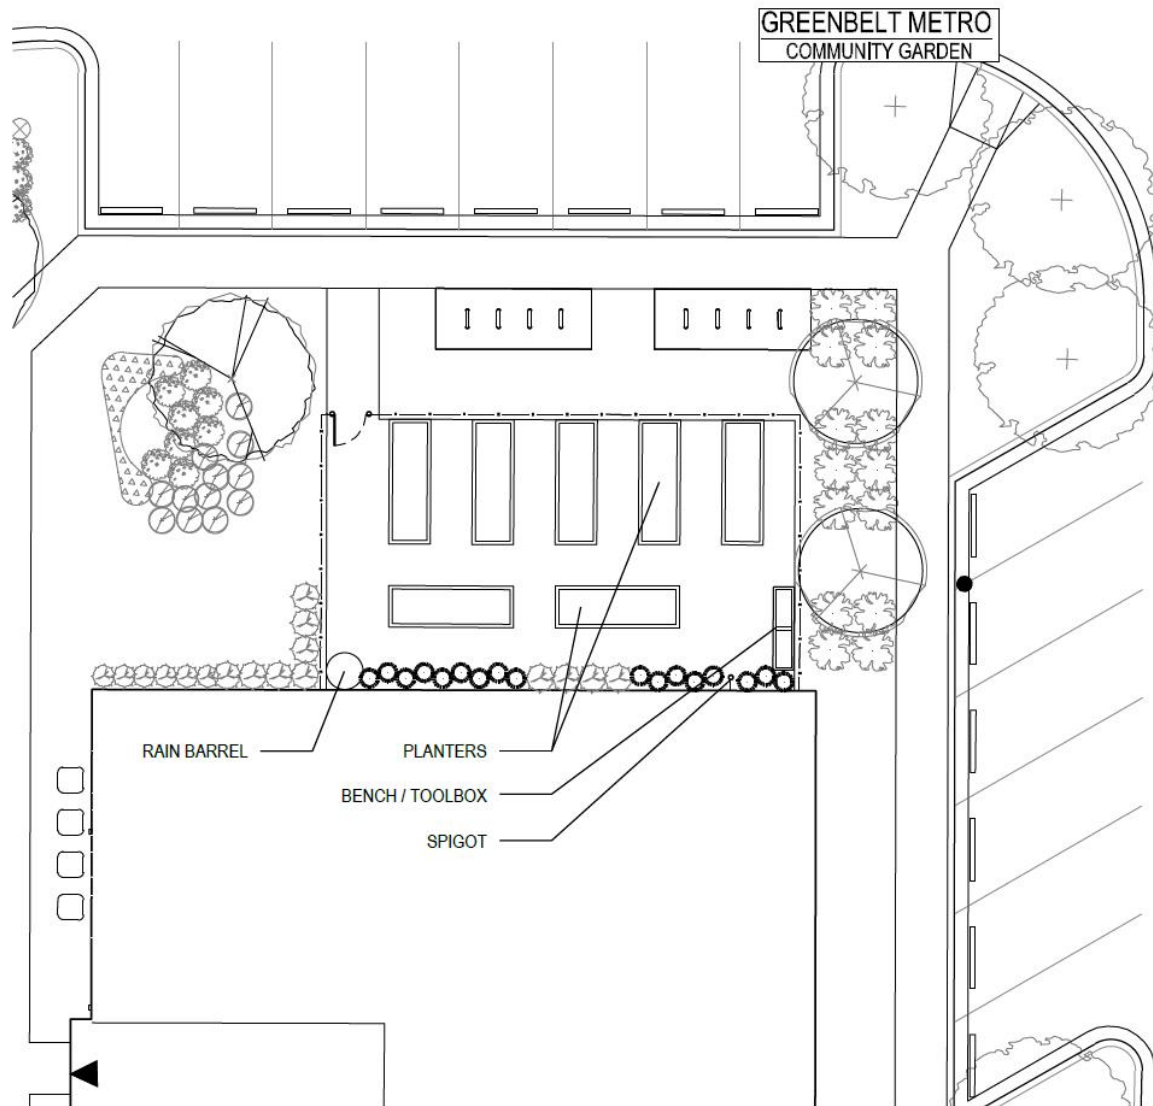 GREENBELT METRO
COMMUNITY GARDEN
RAIN BARREL
PLANTERS
BENCH / TOOLBOX
SPIGOT